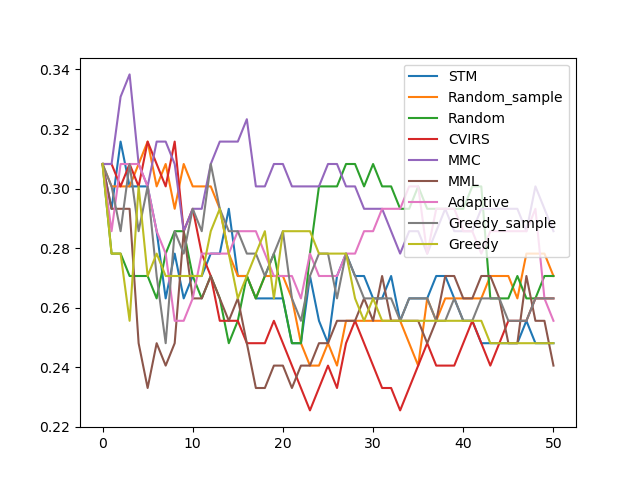 0.34
0.32
0.30
0.28
0.26
0.24
0.22
0
10
20
30
40
50
STM
Random_sample
Random
CVIRS
MMC
MML
Adaptive
Greedy_sample
Greedy